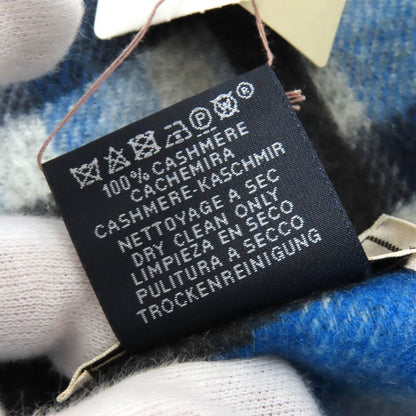 ®
100% CASHMERE
CACHEMIRA
CASHMERE-KASCHMIR
NETTOYAGE A SEC
DRY CLEAN ONLY
LIMPIEZA EN SECO
PULITURA A SECCO
TROCKENREINIGUNG